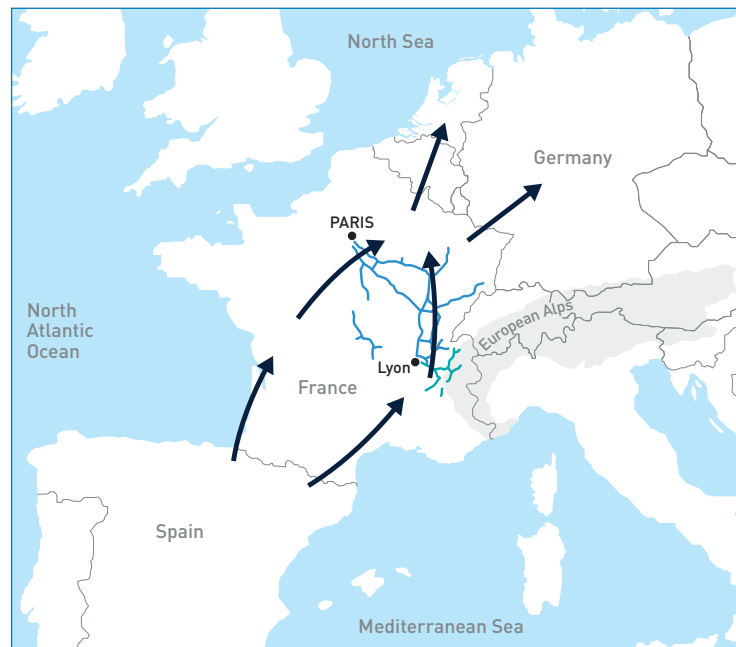 North Sea
Germany
PARIS
North
Atlantic
Ocean
European Alps
Lyon
France
Spain
Mediterranean Sea